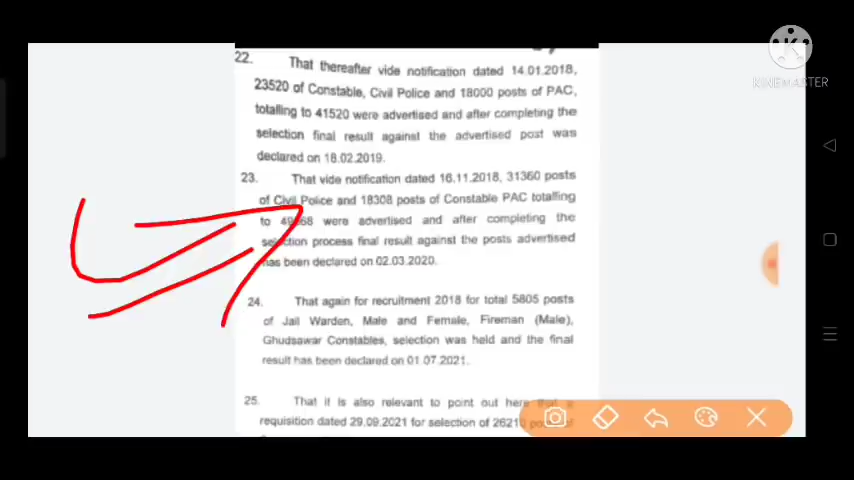 KINEMASTER
22. That thereafter vide notification dated 14.01.2018,
23520 of Constable, Civil Police and 18000 posts of PAC,
totalling to 41520 were advertised and after completing the
selection final result against the advertised post was
declared on 18.02.2019.
23. That vide notification dated 16.11.2018, 31360 posts
of Civil Police and 18308 posts of Constable PAC totalling
to were advertised and after completing the
selection process final result against the posts advertised
has been declared on 02.03.2020.
24. That again for recruitment 2018 for total 5805 posts
of Jail Warden, Male and Female, Fireman (Male),
Ghudsawar Constables, selection was held and the final
result has been declared on 01.07.2021.
25. That it is also relevant to point out here that a
requisition dated 29.09.2021 for selection of 26210 posts of